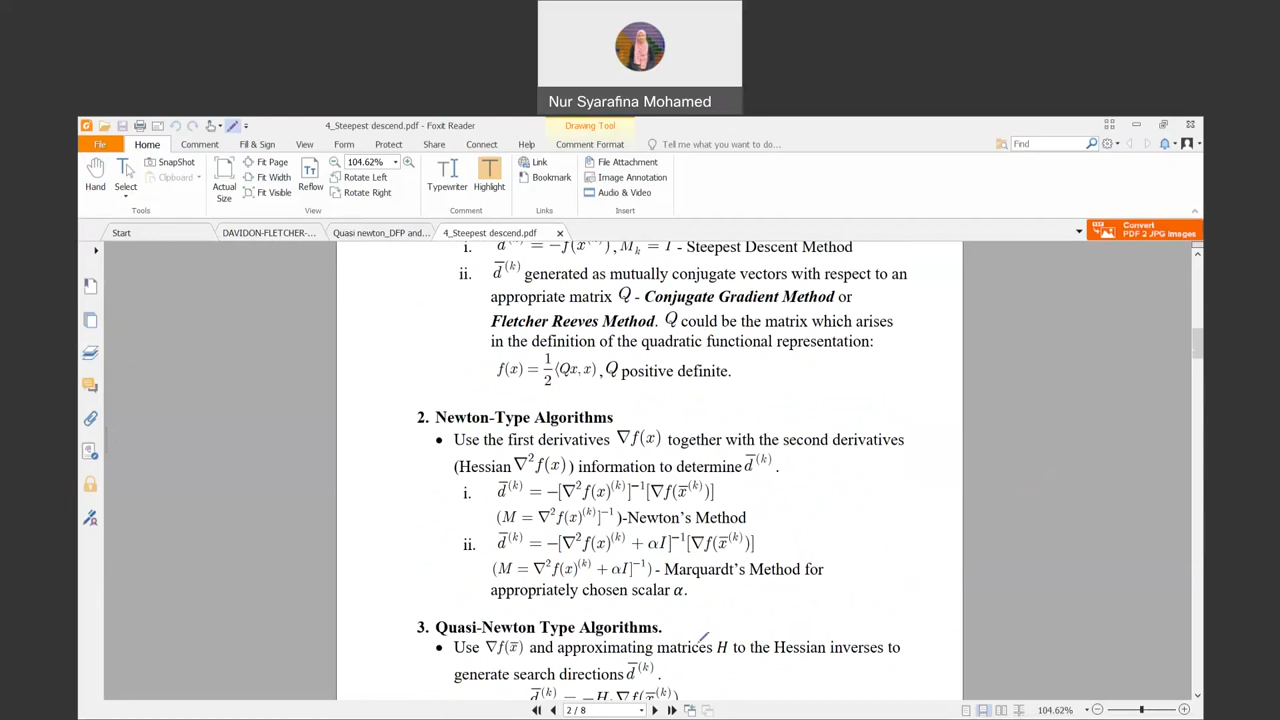 Nur Syarafina Mohamed
4_Steepest descend.pdf - Foxit Reader
Drawing Tool
File Home Comment View Form Protect Share Connect Help Comment Format Tell me what you want to do... Find
Hand
Select
SnapShot
Clipboard
Tools
Actual Size
Fit Page
Fit Width
Fit Visible
Reflow
104.62%
Rotate Left
Rotate Right
View
Typewriter
Highlight
Comment
Link
Bookmark
Links
File Attachment
Image Annotation
Audio & Video
Insert
Start DAVIDON-FLETCHER-... Quasi newton_DFP and... 4_Steepest descend.pdf
Convert
PDF 2 JPG Images
i. d̅^(k) = −f(x^(k)), M_k = I - Steepest Descent Method
ii. d̅^(k) generated as mutually conjugate vectors with respect to an
appropriate matrix Q - Conjugate Gradient Method or
Fletcher Reeves Method. Q could be the matrix which arises
in the definition of the quadratic functional representation:
f(x) = 1/2 ⟨Qx, x⟩, Q positive definite.
2. Newton-Type Algorithms
• Use the first derivatives ∇f(x) together with the second derivatives
(Hessian ∇²f(x)) information to determine d̅^(k).
i. d̅^(k) = −[∇²f(x)^(k)]^−1[∇f(x̅^(k))]
(M = ∇²f(x)^(k)]^−1)-Newton's Method
ii. d̅^(k) = −[∇²f(x)^(k) + αI]^−1[∇f(x̅^(k))]
(M = ∇²f(x)^(k) + αI]^−1) - Marquardt's Method for
appropriately chosen scalar α.
3. Quasi-Newton Type Algorithms.
• Use ∇f(x̅) and approximating matrices H to the Hessian inverses to
generate search directions d̅^(k).
d̅^(k) = −H. ∇f(x̅^(k))
2 / 8
104.62%